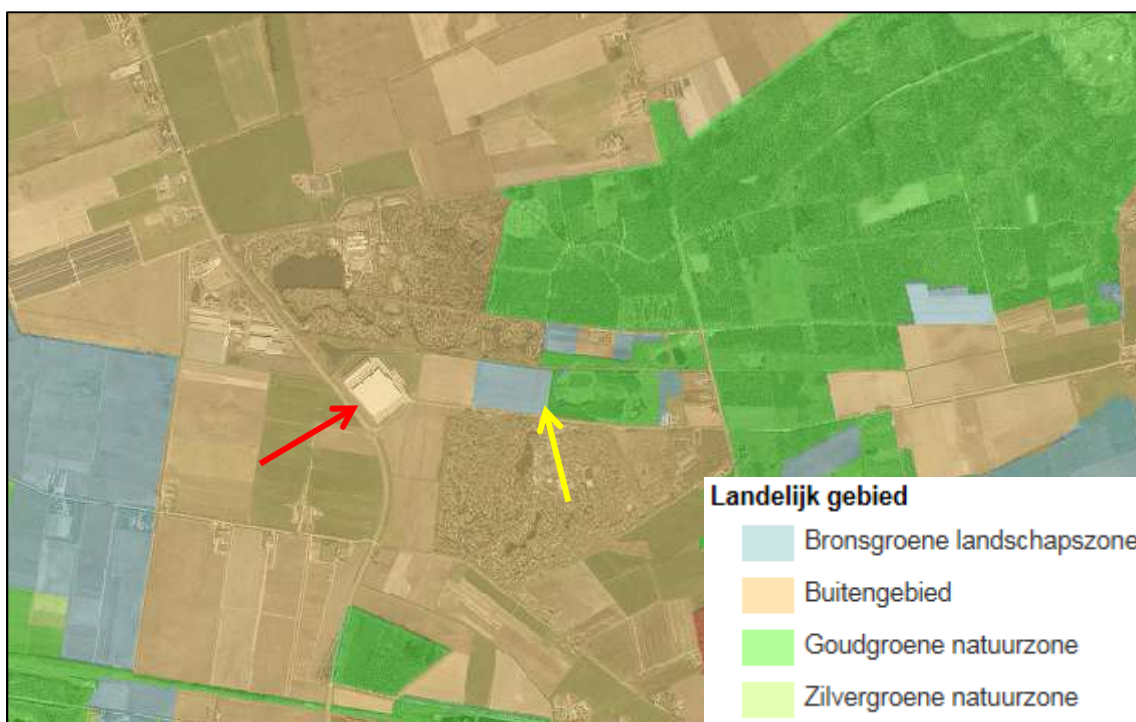 Landelijk gebied
Bronsgroene landschapszone
Buitengebied
Goudgroene natuurzone
Zilvergroene natuurzone